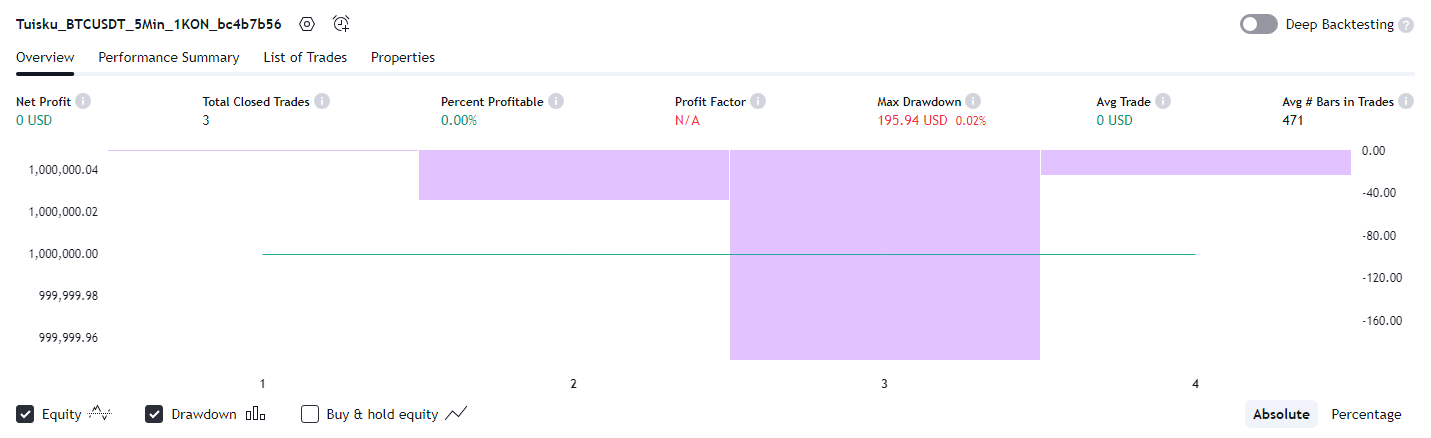 Tuisku_BTCUSDT_5Min_1KON_bc4b7b56 Deep Backtesting ?
Overview Performance Summary List of Trades Properties
Net Profit i Total Closed Trades i Percent Profitable i Profit Factor i Max Drawdown i Avg Trade i Avg # Bars in Trades i
0 USD 3 0.00% N/A 195.94 USD 0.02% 0 USD 471
0.00
1,000,000.04
-40.00
1,000,000.02
-80.00
1,000,000.00
-120.00
999,999.98
-160.00
999,999.96
1 2 3 4
Equity Drawdown Buy & hold equity Absolute Percentage